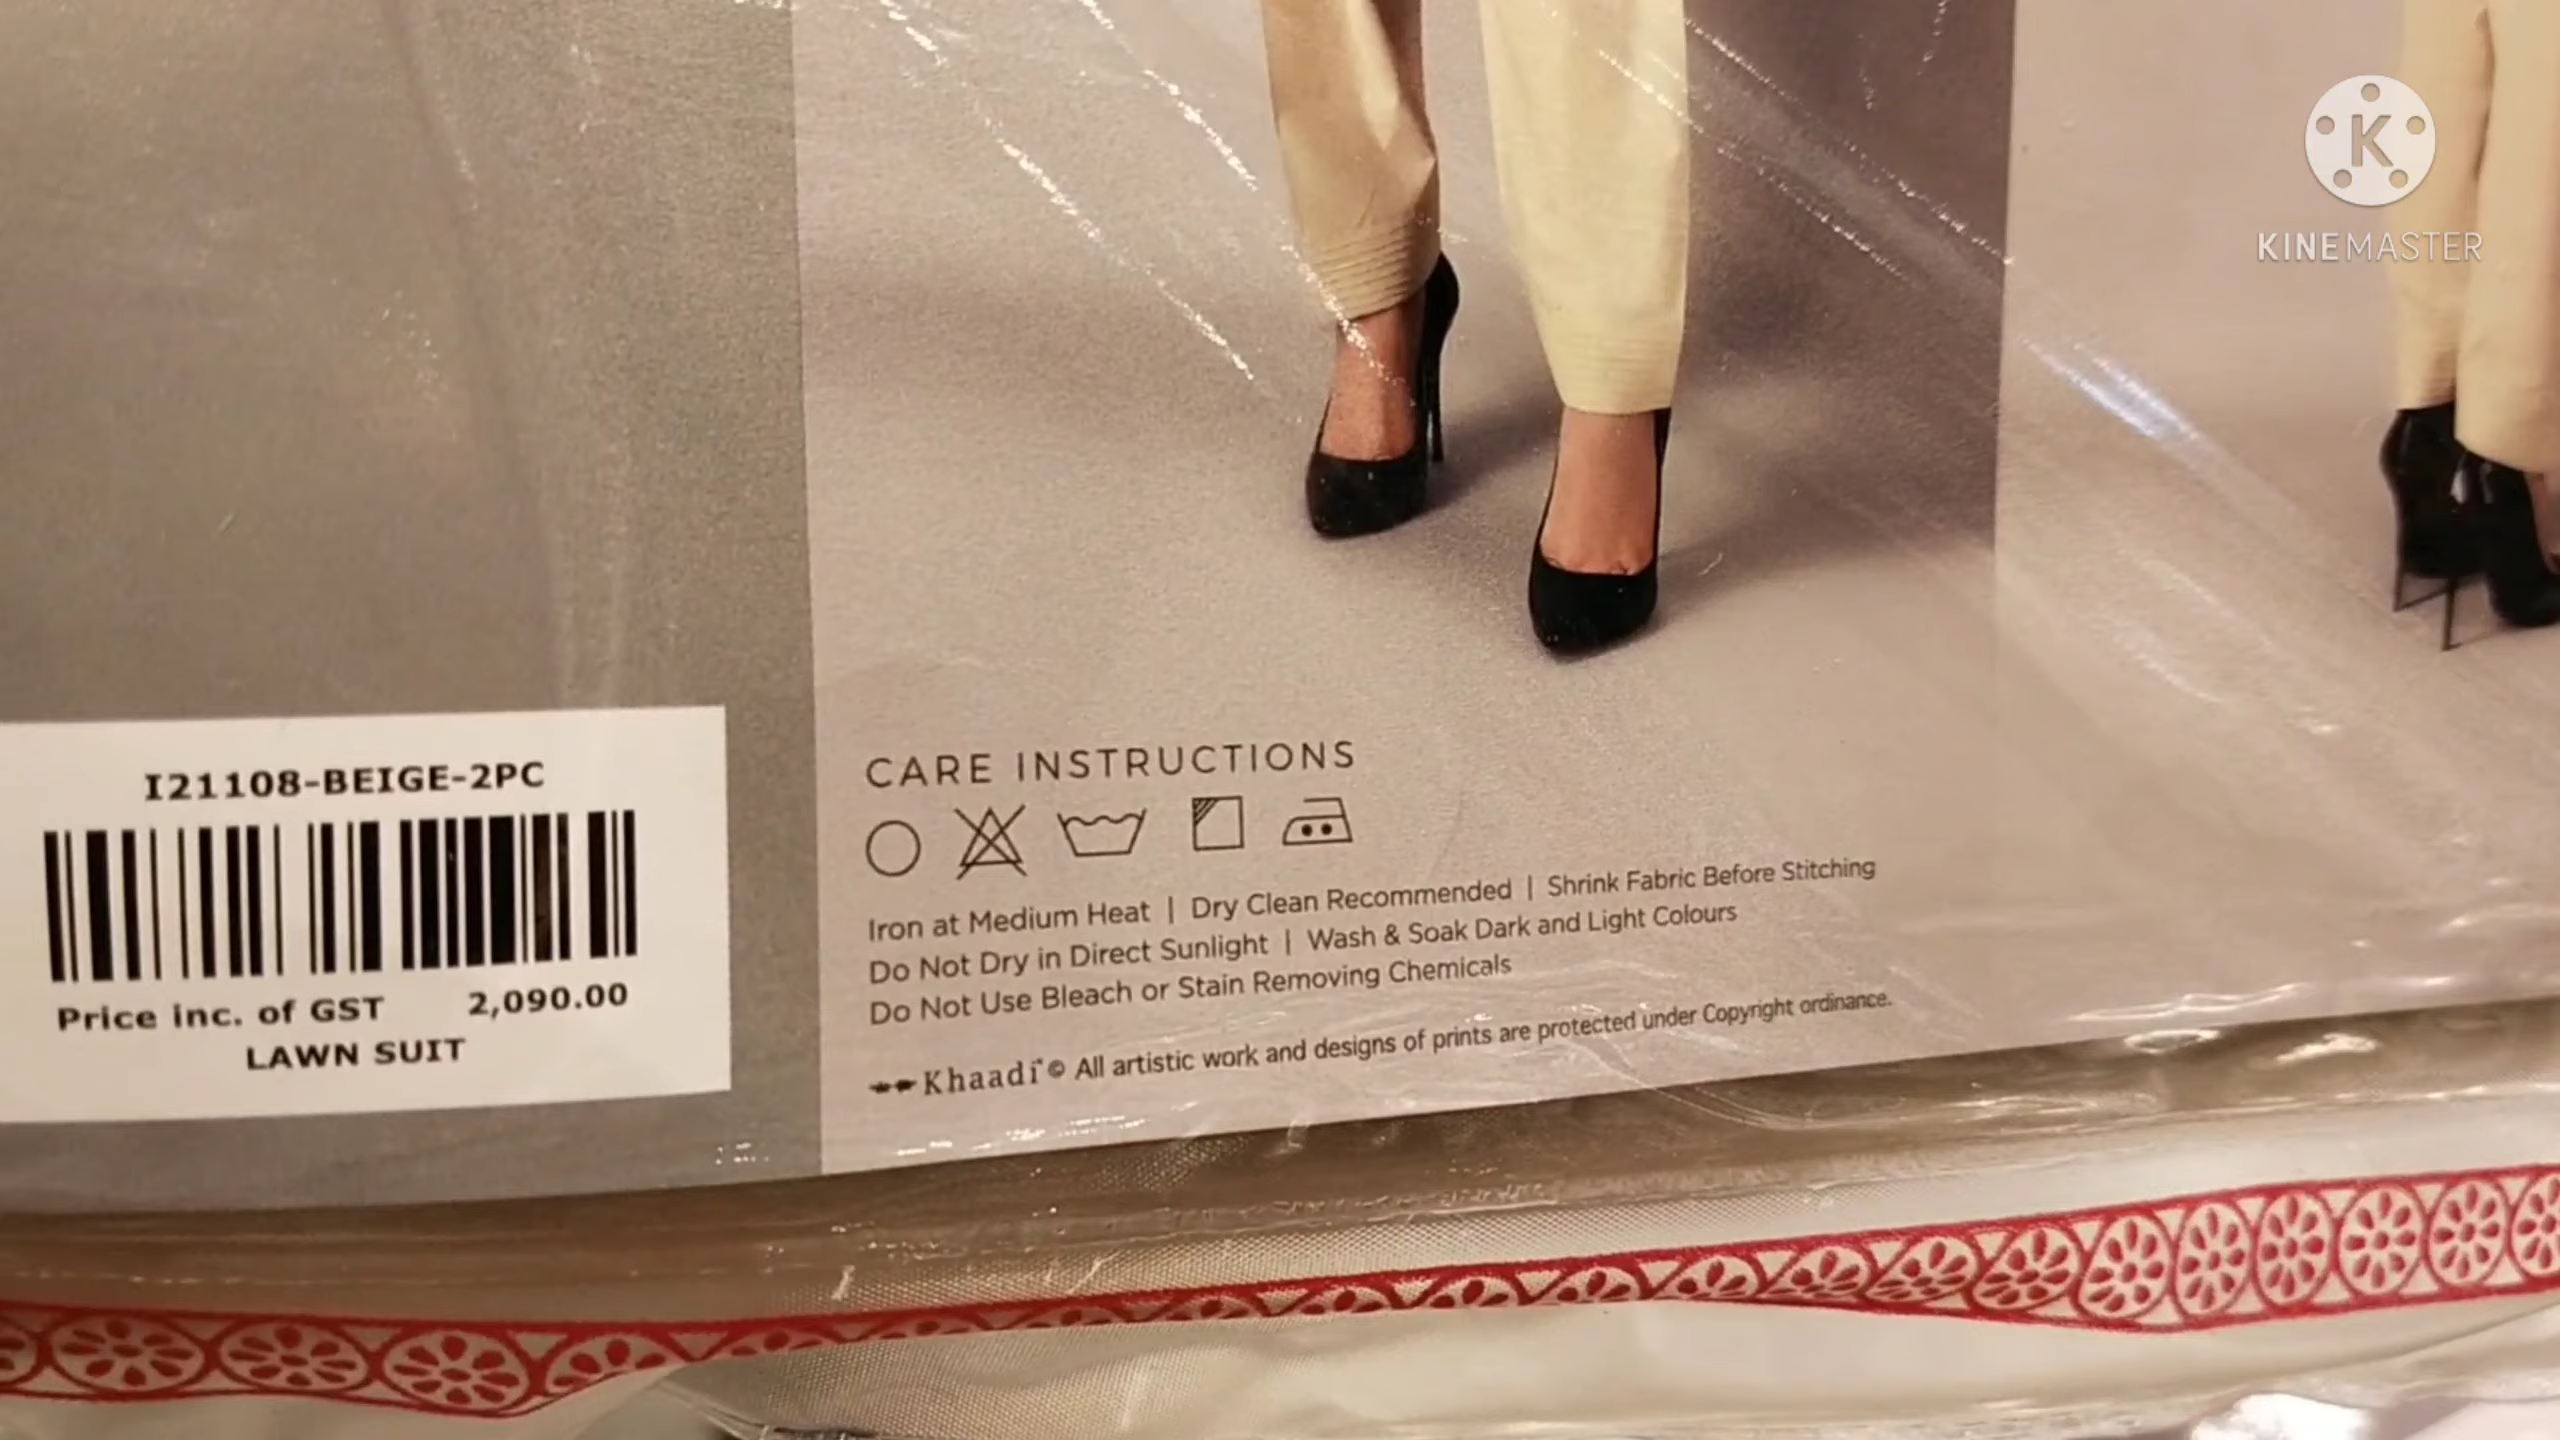 K
KINEMASTER
I21108-BEIGE-2PC
Price inc. of GST 2,090.00
LAWN SUIT
CARE INSTRUCTIONS
Iron at Medium Heat | Dry Clean Recommended | Shrink Fabric Before Stitching
Do Not Dry in Direct Sunlight | Wash & Soak Dark and Light Colours
Do Not Use Bleach or Stain Removing Chemicals
Khaadi © All artistic work and designs of prints are protected under Copyright ordinance.